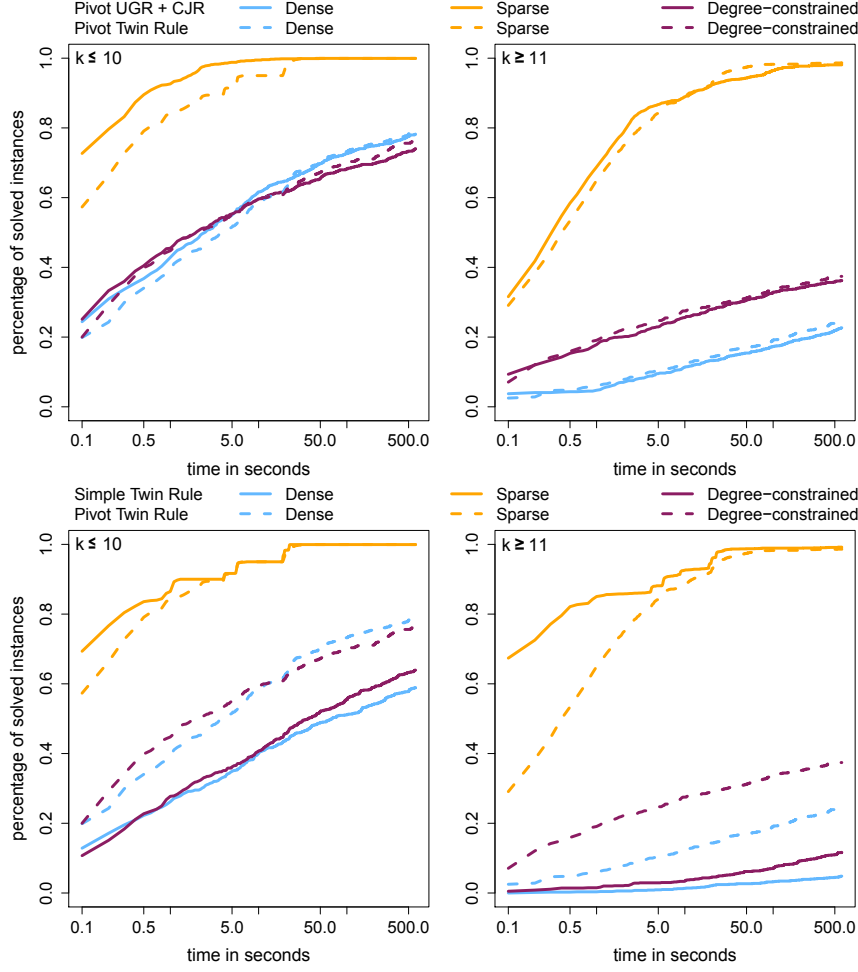 Pivot UGR + CJR Dense Sparse Degree−constrained
Pivot Twin Rule Dense Sparse Degree−constrained
k ≤ 10
percentage of solved instances
1.0
0.8
0.6
0.4
0.2
0.0
0.1 0.5 5.0 50.0 500.0
time in seconds
k ≥ 11
1.0
0.8
0.6
0.4
0.2
0.0
0.1 0.5 5.0 50.0 500.0
time in seconds
Simple Twin Rule Dense Sparse Degree−constrained
Pivot Twin Rule Dense Sparse Degree−constrained
k ≤ 10
percentage of solved instances
1.0
0.8
0.6
0.4
0.2
0.0
0.1 0.5 5.0 50.0 500.0
time in seconds
k ≥ 11
1.0
0.8
0.6
0.4
0.2
0.0
0.1 0.5 5.0 50.0 500.0
time in seconds